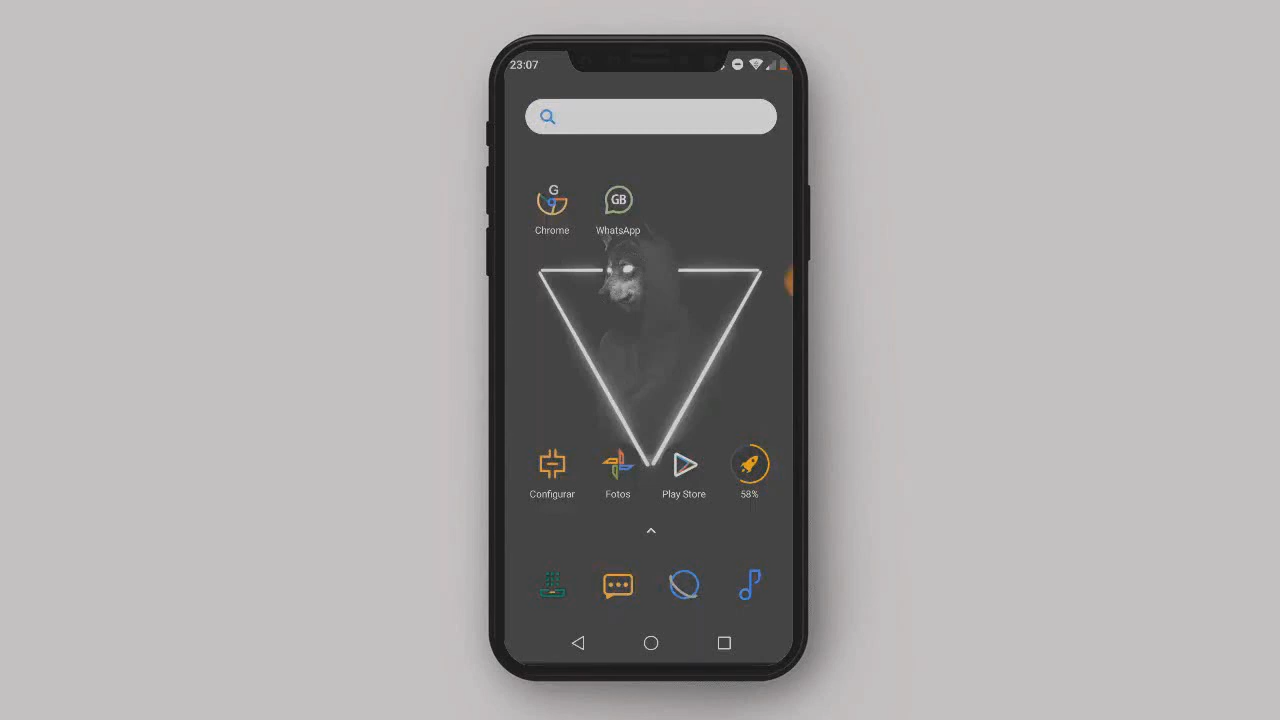 23:07
G
GB
Chrome
WhatsApp
Configurar
Fotos
Play Store
58%